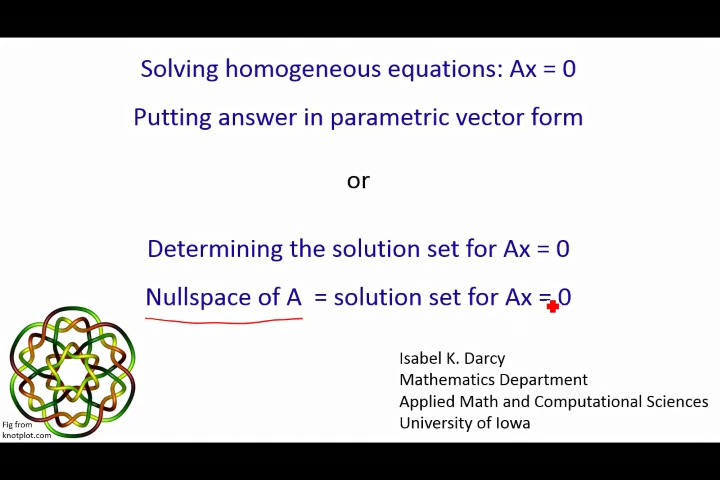 Solving homogeneous equations: Ax = 0
Putting answer in parametric vector form
or
Determining the solution set for Ax = 0
Nullspace of A = solution set for Ax = 0
Isabel K. Darcy
Mathematics Department
Applied Math and Computational Sciences
University of Iowa
Fig from
knotplot.com